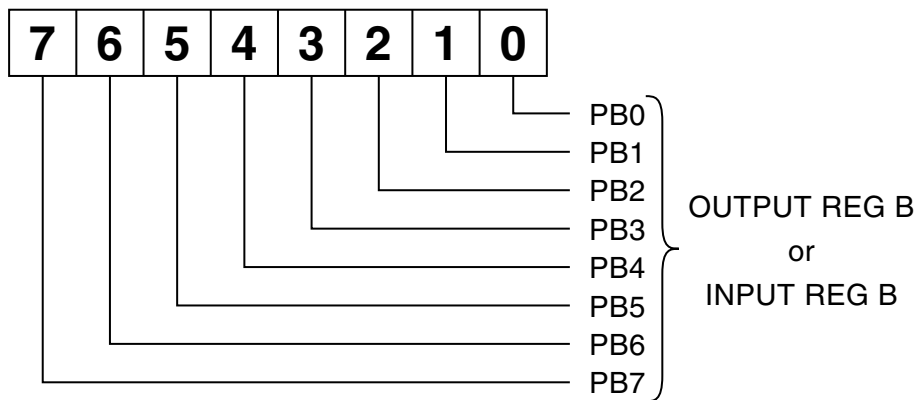 7 6 5 4 3 2 1 0
PB0
PB1
PB2
PB3
PB4
PB5
PB6
PB7
OUTPUT REG B
or
INPUT REG B